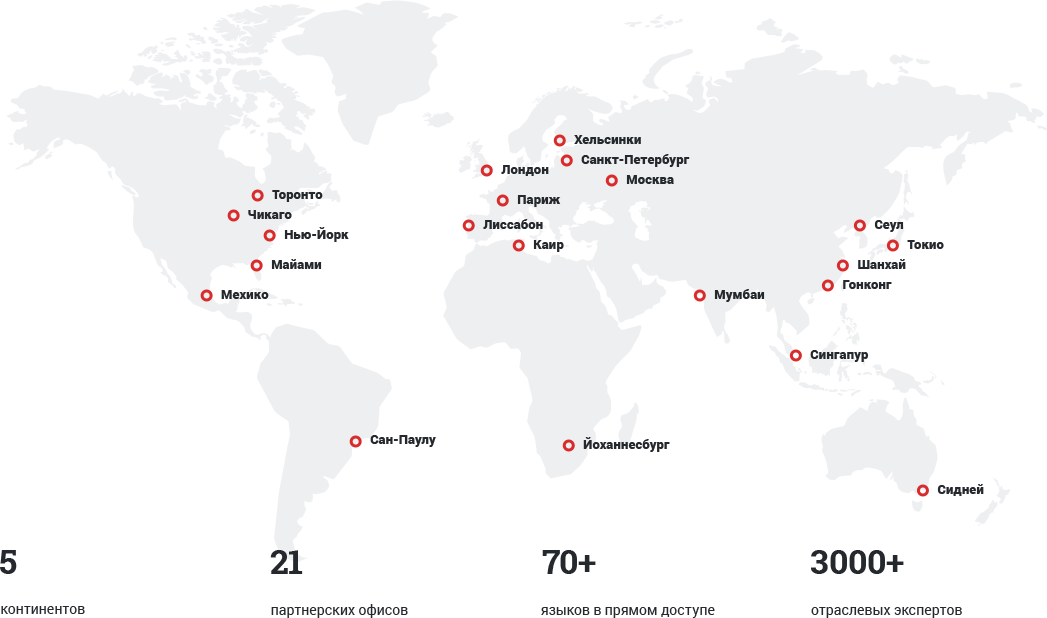 Хельсинки
Санкт-Петербург
Лондон
Москва
Торонто
Париж
Чикаго
Лиссабон
Сеул
Нью-Йорк
Каир
Токио
Майами
Шанхай
Гонконг
Мехико
Мумбаи
Сингапур
Сан-Паулу
Йоханнесбург
Сидней
5
континентов
21
партнерских офисов
70+
языков в прямом доступе
3000+
отраслевых экспертов